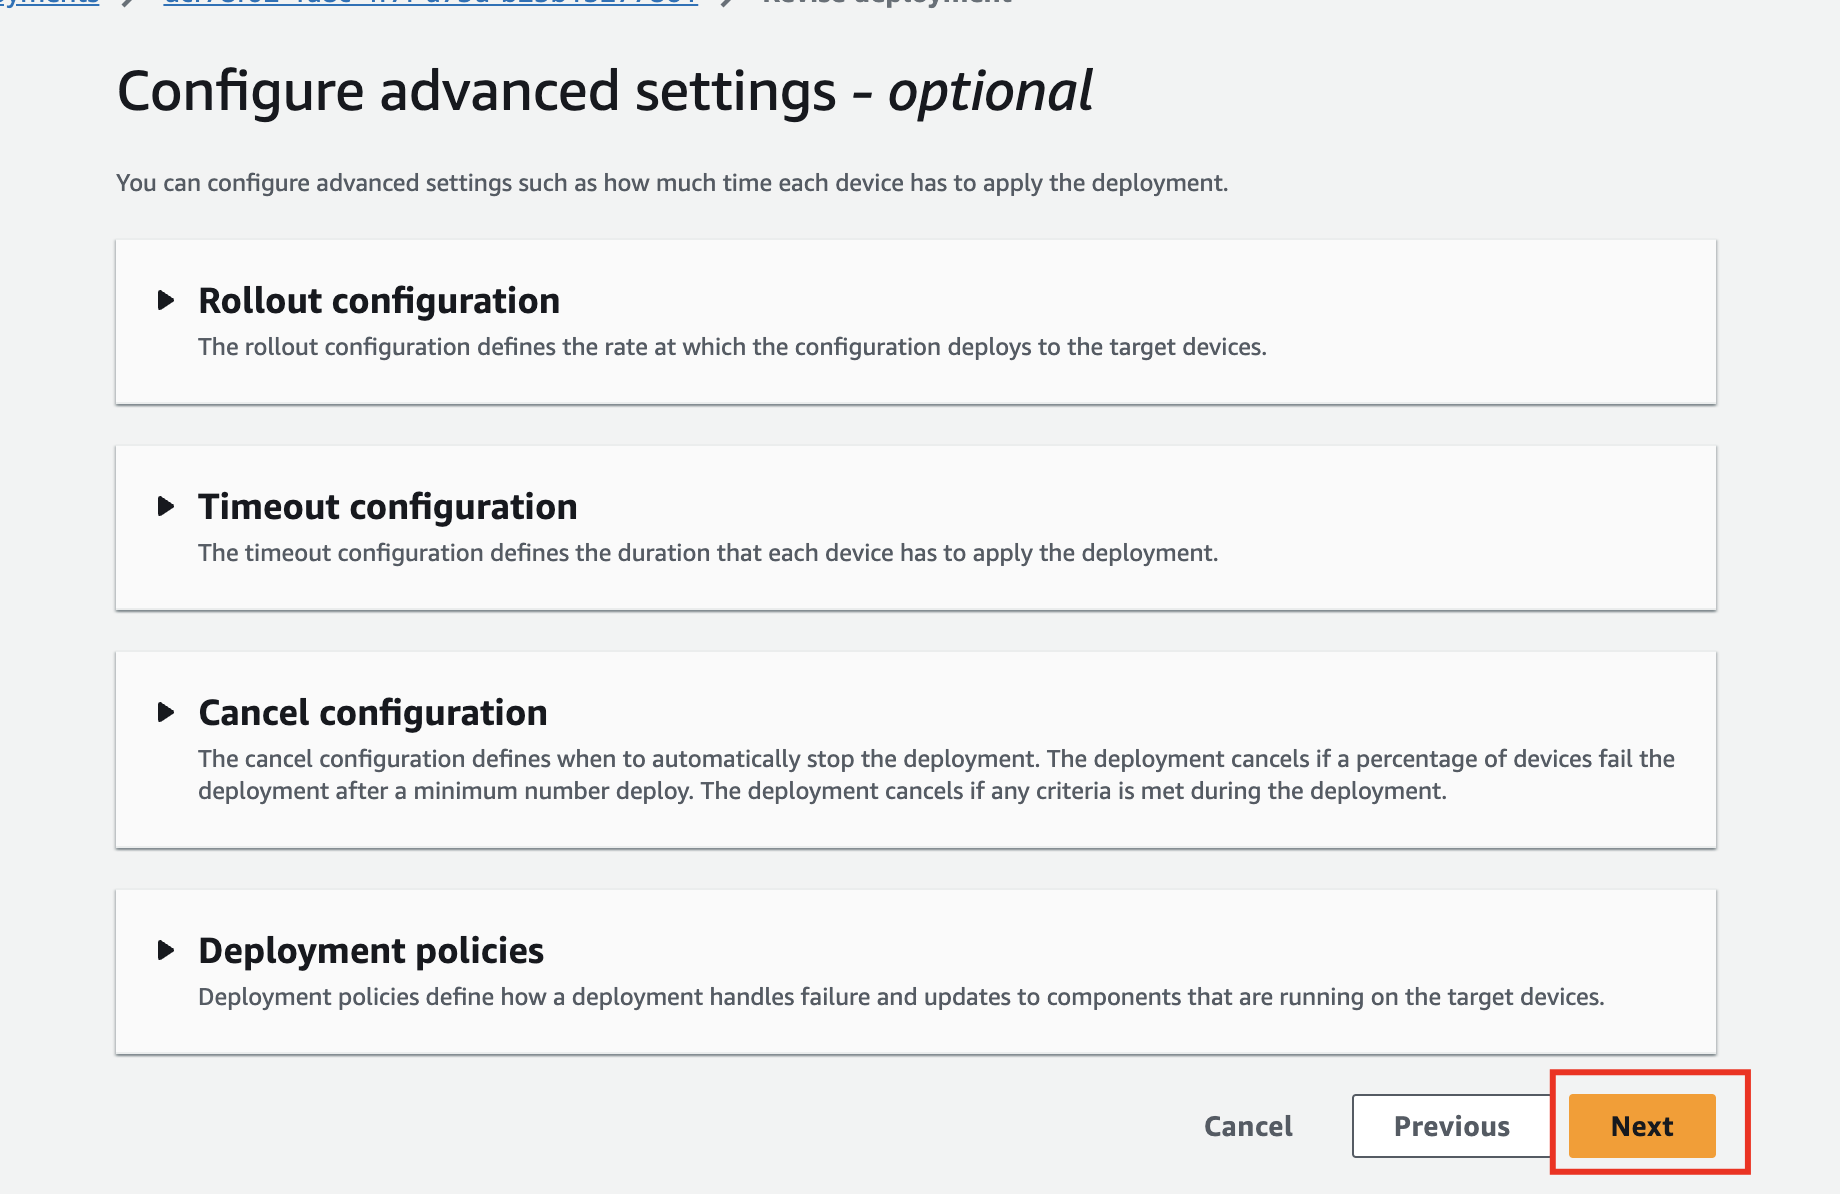 Configure advanced settings - optional
You can configure advanced settings such as how much time each device has to apply the deployment.
Rollout configuration
The rollout configuration defines the rate at which the configuration deploys to the target devices.
Timeout configuration
The timeout configuration defines the duration that each device has to apply the deployment.
Cancel configuration
The cancel configuration defines when to automatically stop the deployment. The deployment cancels if a percentage of devices fail the
deployment after a minimum number deploy. The deployment cancels if any criteria is met during the deployment.
Deployment policies
Deployment policies define how a deployment handles failure and updates to components that are running on the target devices.
Cancel Previous Next